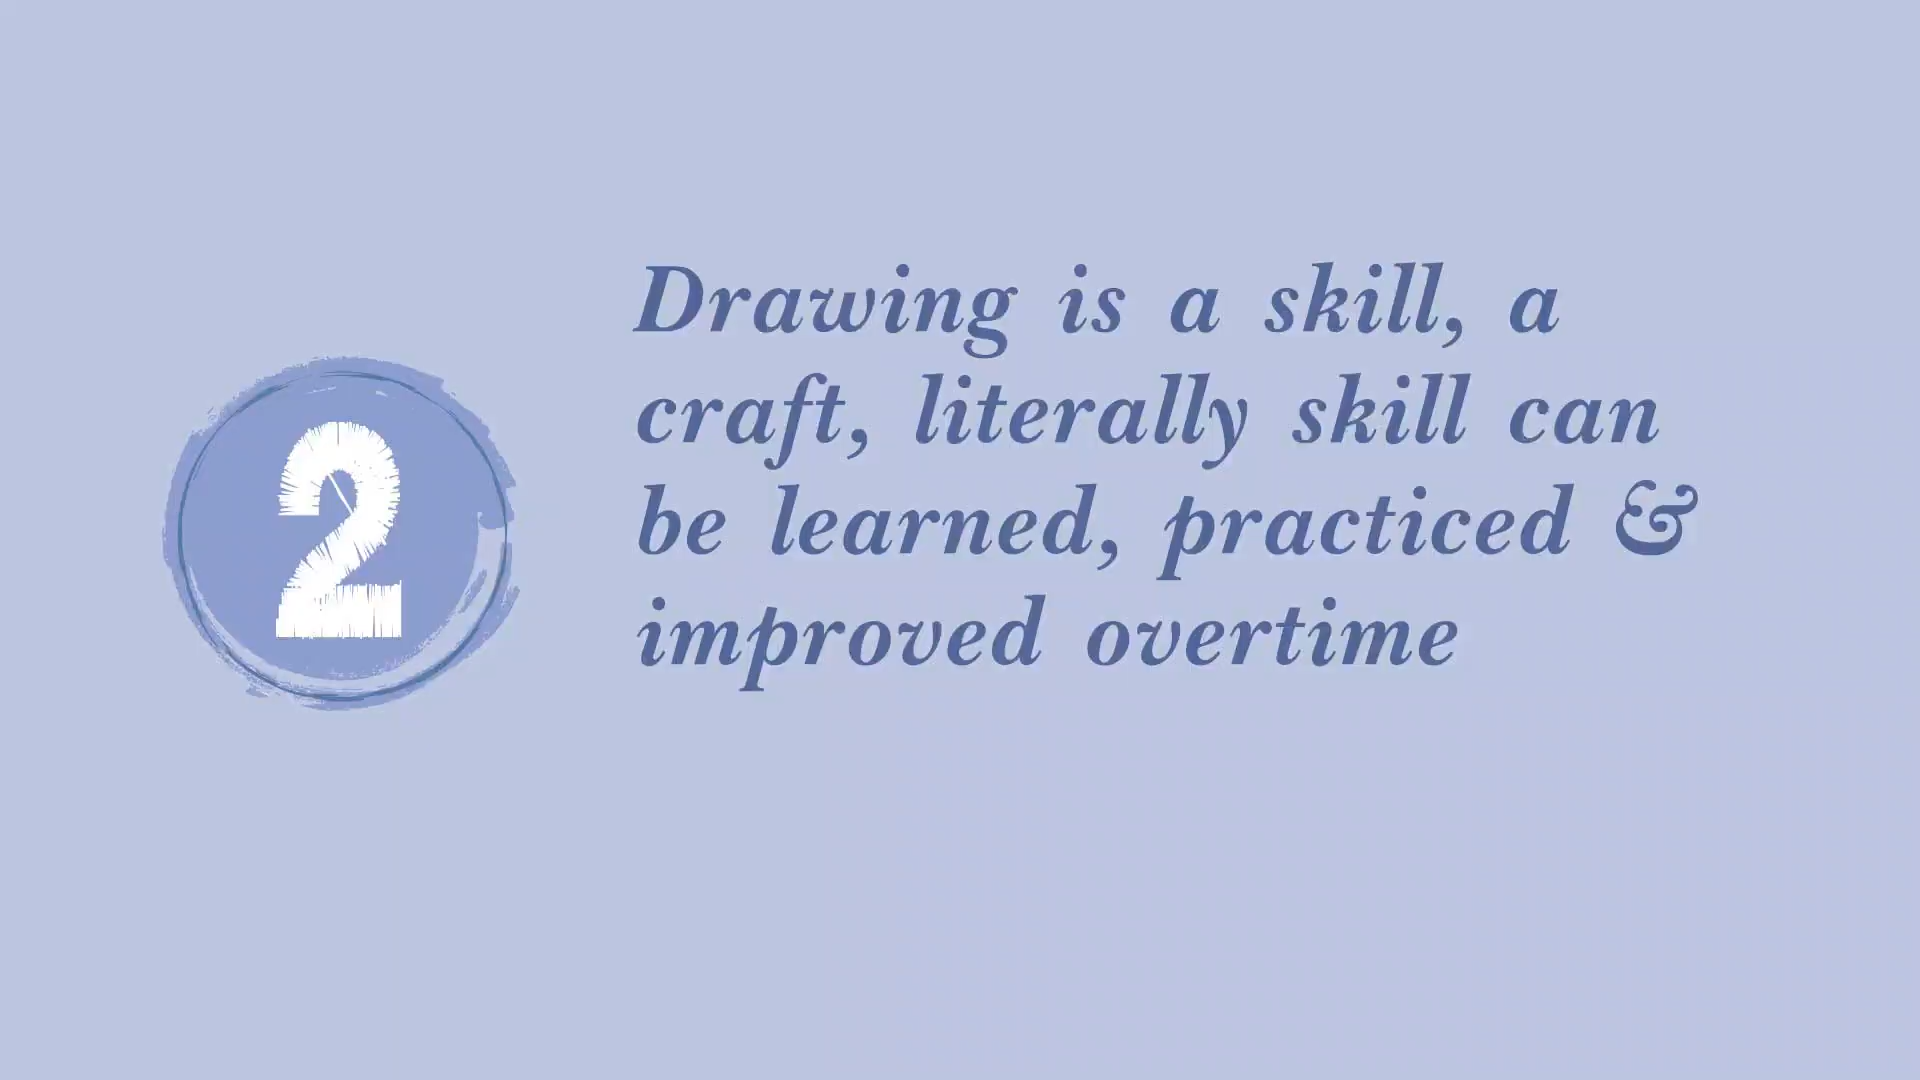 2
Drawing is a skill, a
craft, literally skill can
be learned, practiced &
improved overtime